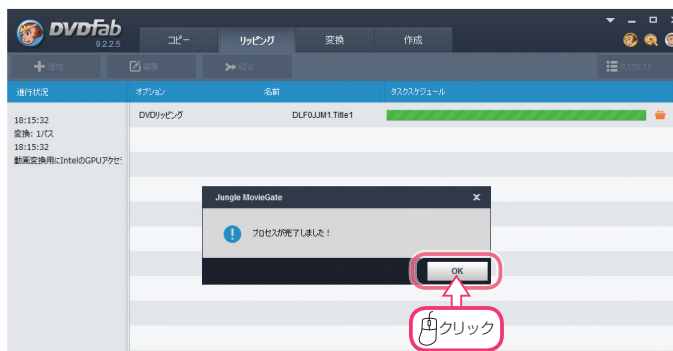 DVDFab
9.2.2.5
コピー リッピング 変換 作成
追加 編集 結合 タスクリスト
進行状況 オプション 名前 タスクスケジュール
18:15:32
変換: 1パス
18:15:32
動画変換用にIntelのGPUアクセ
DVDリッピング DLF0JJM1.Title1
Jungle MovieGate x
プロセスが完了しました！
OK
クリック